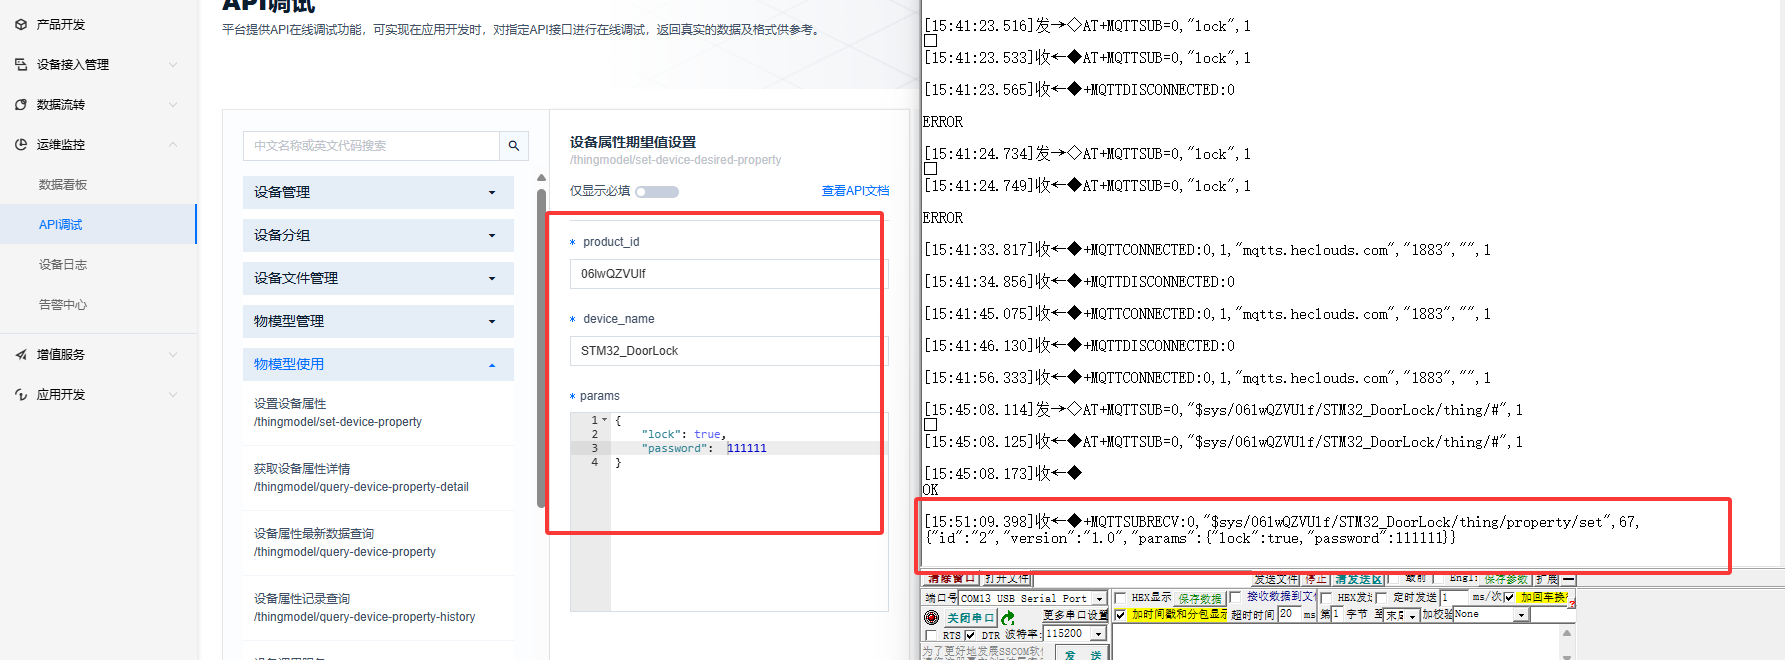 产品开发
设备接入管理
数据流转
运维监控
数据看板
API调试
设备日志
告警中心
增值服务
应用开发
API调试
平台提供API在线调试功能，可实现在应用开发时，对指定API接口进行在线调试，返回真实的数据及格式供参考。
中文名称或英文代码搜索
设备管理
设备分组
设备文件管理
物模型管理
物模型使用
设置设备属性
/thingmodel/set-device-property
获取设备属性详情
/thingmodel/query-device-property-detail
设备属性最新数据查询
/thingmodel/query-device-property
设备属性记录查询
/thingmodel/query-device-property-history
设备属性期望值设置
/thingmodel/set-device-desired-property
仅显示必填
查看API文档
* product_id
06lwQZVUlf
* device_name
STM32_DoorLock
* params
1 {
2 "lock": true,
3 "password": 111111
4 }
[15:41:23.516]发→◇AT+MQTTSUB=0,"lock",1
□
[15:41:23.533]收←◆AT+MQTTSUB=0,"lock",1
[15:41:23.565]收←◆+MQTTDISCONNECTED:0
ERROR
[15:41:24.734]发→◇AT+MQTTSUB=0,"lock",1
□
[15:41:24.749]收←◆AT+MQTTSUB=0,"lock",1
ERROR
[15:41:33.817]收←◆+MQTTCONNECTED:0,1,"mqtts.heclouds.com","1883","",1
[15:41:34.856]收←◆+MQTTDISCONNECTED:0
[15:41:45.075]收←◆+MQTTCONNECTED:0,1,"mqtts.heclouds.com","1883","",1
[15:41:46.130]收←◆+MQTTDISCONNECTED:0
[15:41:56.333]收←◆+MQTTCONNECTED:0,1,"mqtts.heclouds.com","1883","",1
[15:45:08.114]发→◇AT+MQTTSUB=0,"$sys/06lwQZVUlf/STM32_DoorLock/thing/#",1
□
[15:45:08.125]收←◆AT+MQTTSUB=0,"$sys/06lwQZVUlf/STM32_DoorLock/thing/#",1
[15:45:08.173]收←◆
OK
[15:51:09.398]收←◆+MQTTSUBRECV:0,"$sys/06lwQZVUlf/STM32_DoorLock/thing/property/set",67,
{"id":"2","version":"1.0","params":{"lock":true,"password":111111}}
清除窗口 打开文件 发送文件 停止 清发送区 最前 Engl: 保存参数 扩展 —
端口号 COM13 USB Serial Port HEX显示 保存数据 接收数据到文 HEX发送 定时发送 1 ms/次 加回车换行
关闭串口 更多串口设置 加时间戳和分包显示 超时时间 20 ms 第1 字节 至 末尾 加校验 None
RTS DTR 波特率: 115200
为了更好地发展SSCOM软件
发 送